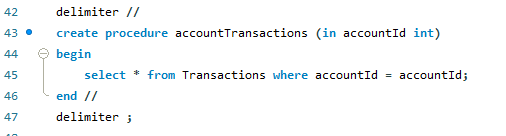 42 delimiter //
43 create procedure accountTransactions (in accountId int)
44 begin
45 select * from Transactions where accountId = accountId;
46 end //
47 delimiter ;